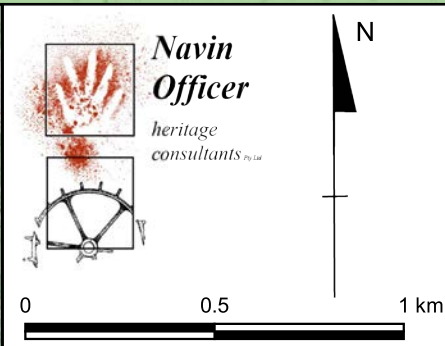 Navin
Officer
heritage
consultants Pty Ltd
N
0 0.5 1 km